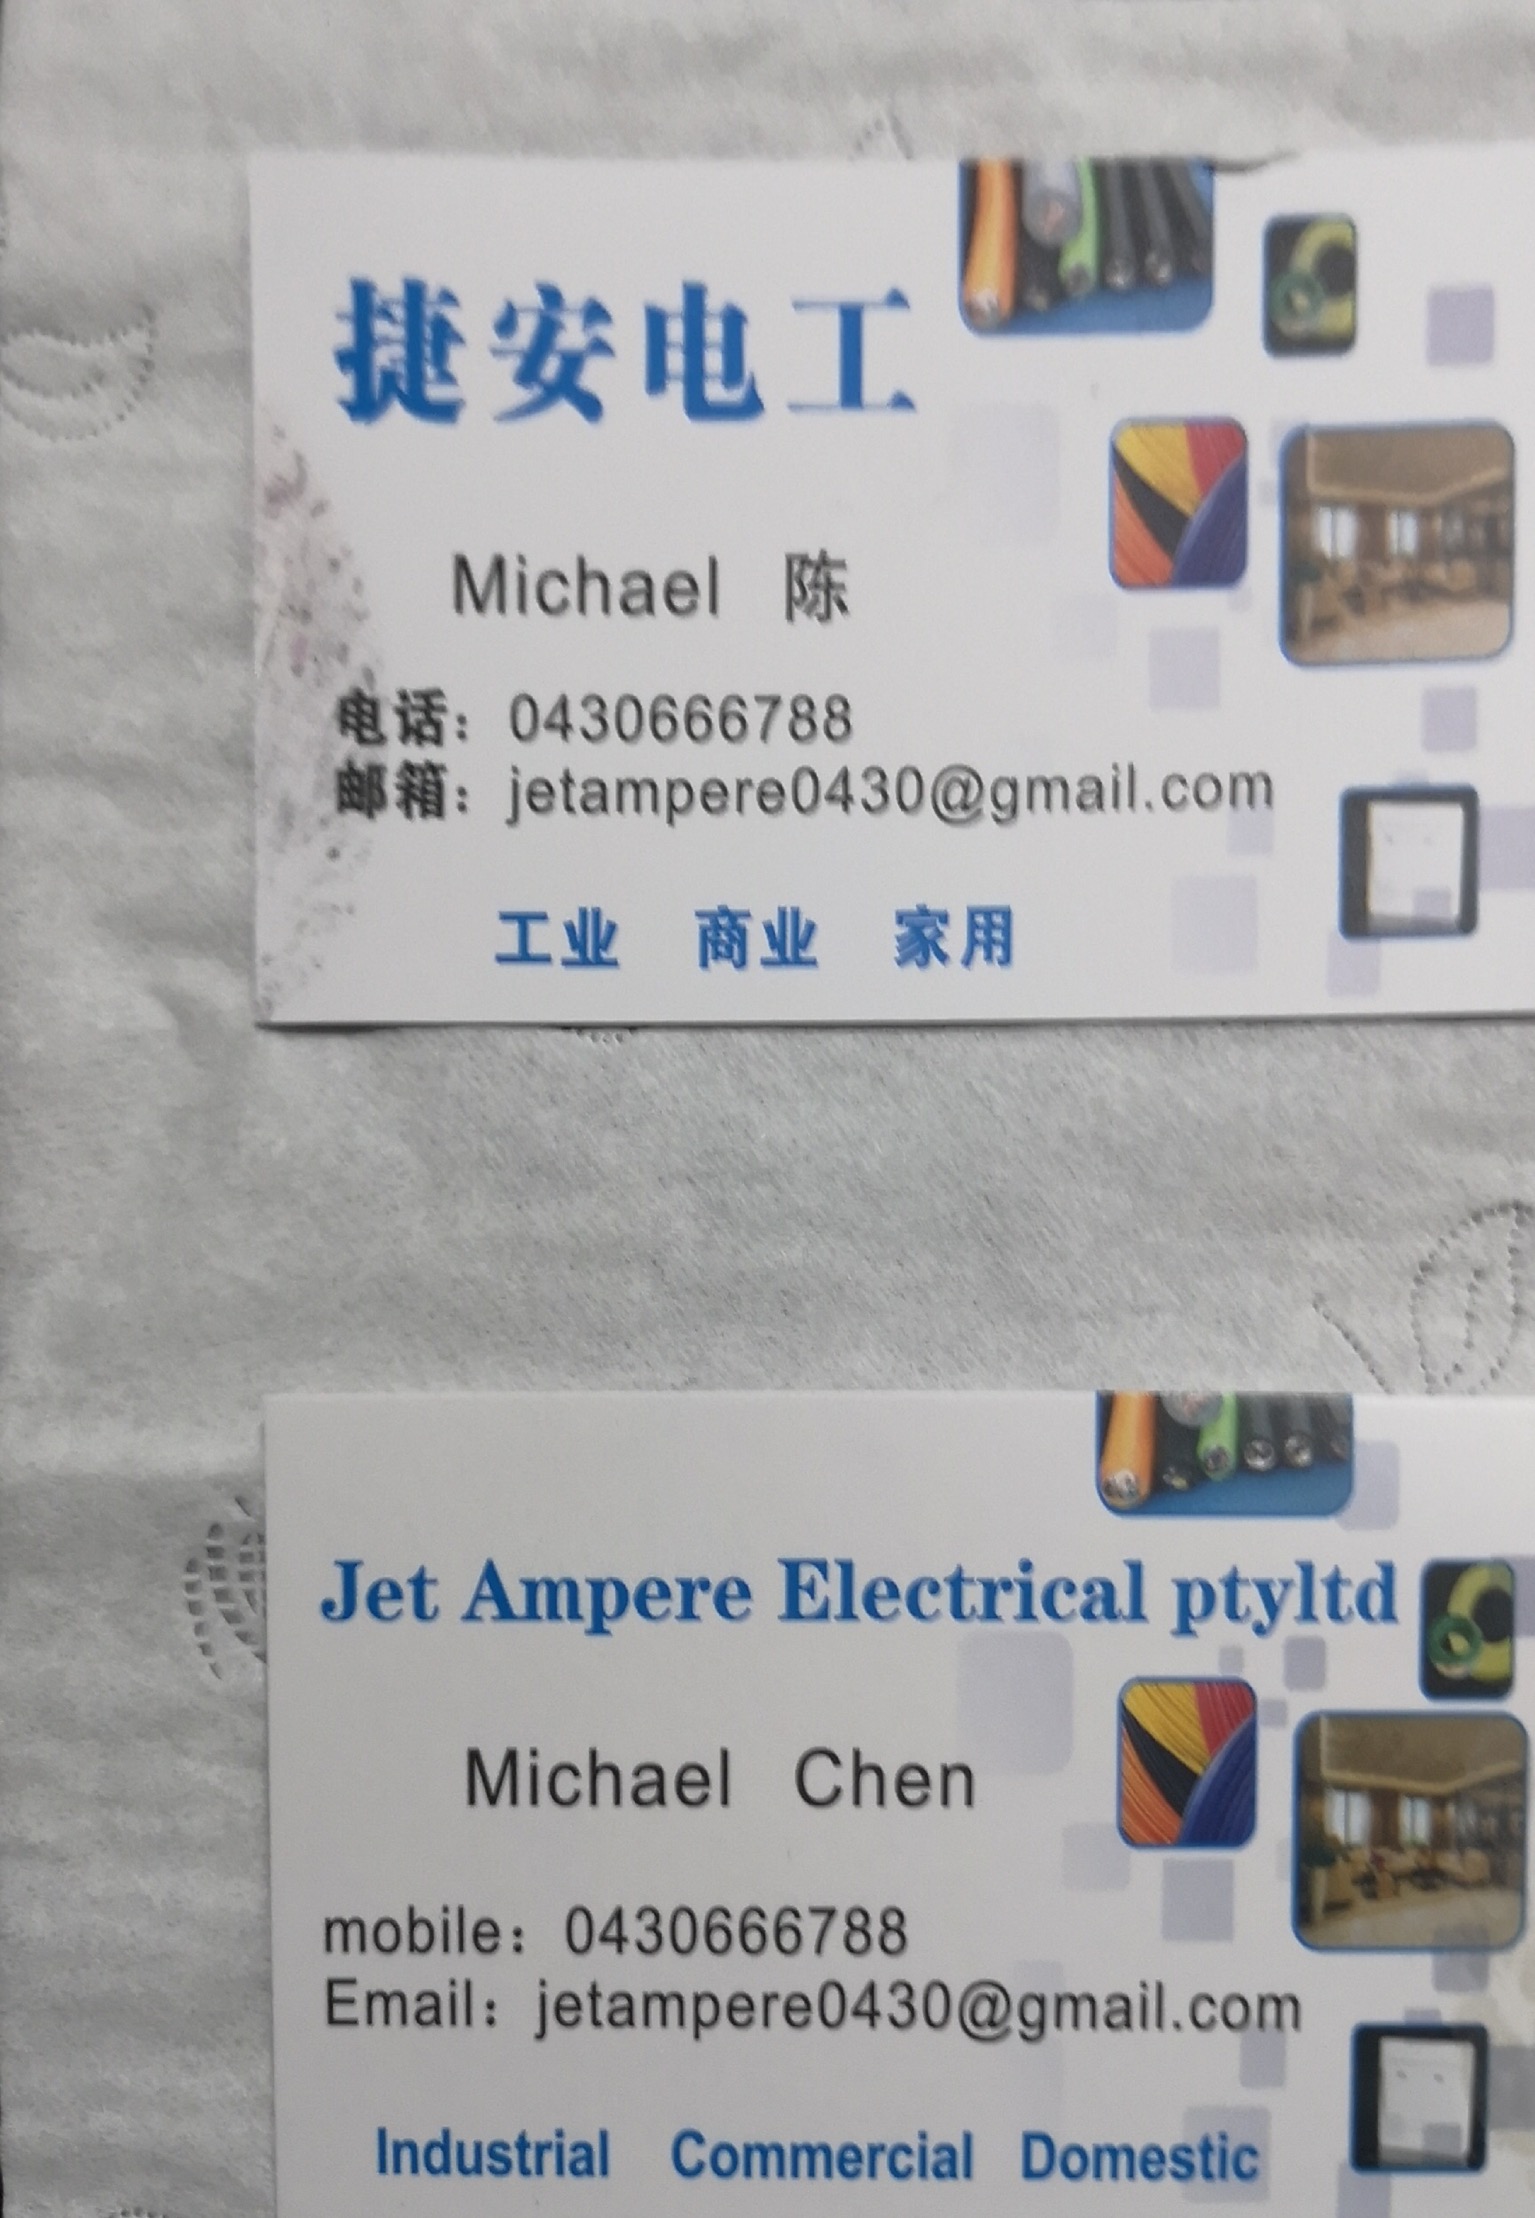 捷安电工
Michael 陈
电话：0430666788
邮箱：jetampere0430@gmail.com
工业 商业 家用
Jet Ampere Electrical ptyltd
Michael Chen
mobile：0430666788
Email：jetampere0430@gmail.com
Industrial Commercial Domestic